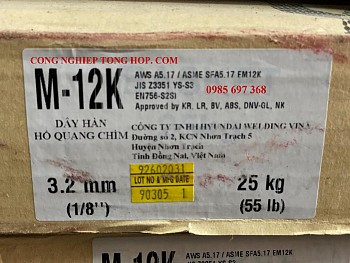 CONG NGHIEP TONG HOP. COM
M-12K
AWS A5.17 / ASME SFA5.17 EM12K
JIS Z3351 YS-S3
EN756-S2Si
0985 697 368
Approved by KR, LR, BV, ABS, DNV-GL, NK
DÂY HÀN
HỒ QUANG CHÌM
CÔNG TY TNHH HYUNDAI WELDING VINA
Đường số 2, KCN Nhơn Trạch 5
Huyện Nhơn Trạch
Tỉnh Đồng Nai, Việt Nam
92602031
LOT NO & MFG DATE
90305 1
3.2 mm
(1/8")
25 kg
(55 lb)
M-12K
AWS A5.17 / ASME SFA5.17 EM12K